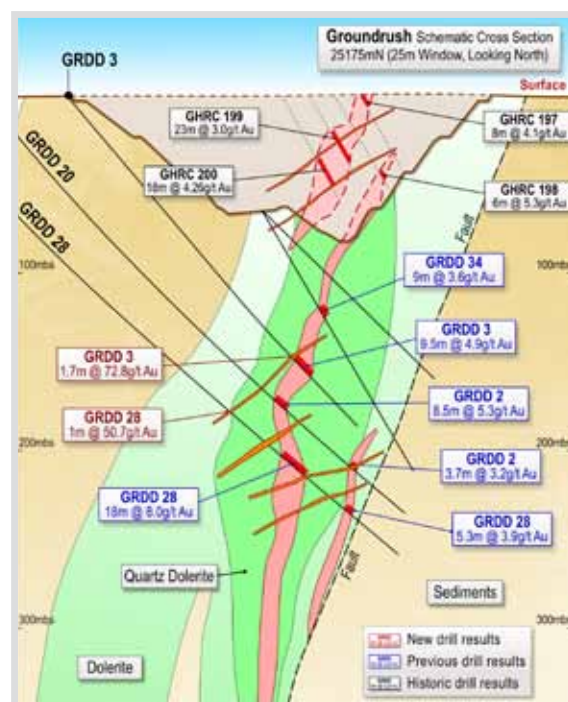 Groundrush Schematic Cross Section
25175mN (25m Window, Looking North)
GRDD 3
Surface
GHRC 199
23m @ 3.0g/t Au
GHRC 197
8m @ 4.1g/t Au
GRDD 20
GHRC 200
18m @ 4.26g/t Au
GHRC 198
6m @ 5.3g/t Au
GRDD 28
Fault
100mbs
100mbs
GRDD 34
9m @ 3.6g/t Au
GRDD 3
9.5m @ 4.9g/t Au
GRDD 3
1.7m @ 72.8g/t Au
GRDD 2
8.5m @ 5.3g/t Au
GRDD 28
1m @ 50.7g/t Au
200mbs
200mbs
GRDD 2
3.7m @ 3.2g/t Au
GRDD 28
18m @ 8.0g/t Au
GRDD 28
5.3m @ 3.9g/t Au
Fault
Quartz Dolerite
Sediments
300mbs
300mbs
New drill results
Dolerite
Previous drill results
Historic drill results